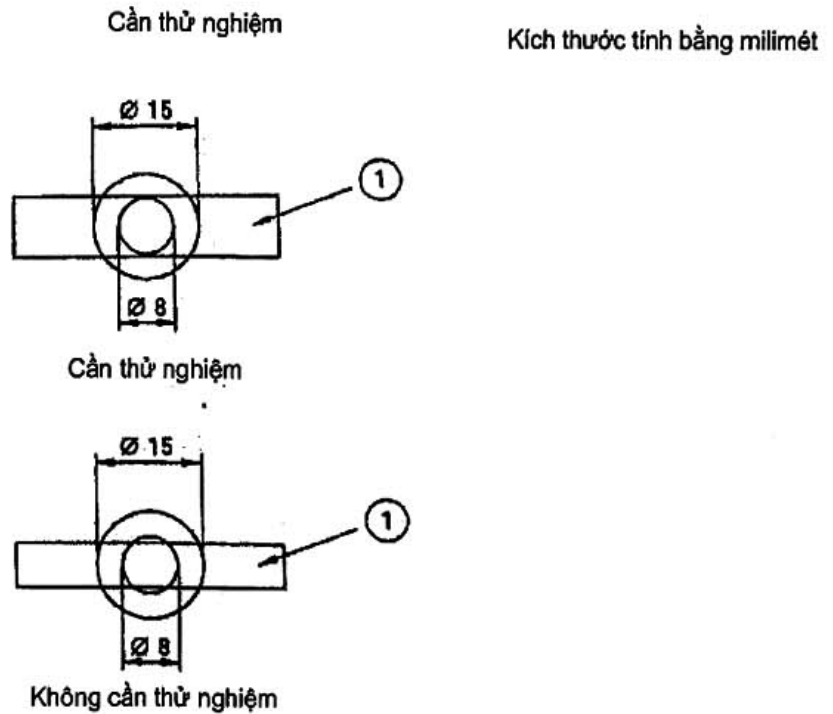 Cần thử nghiệm
Kích thước tính bằng milimét
Ø 15
1
Ø 8
Cần thử nghiệm
Ø 15
1
Ø 8
Không cần thử nghiệm